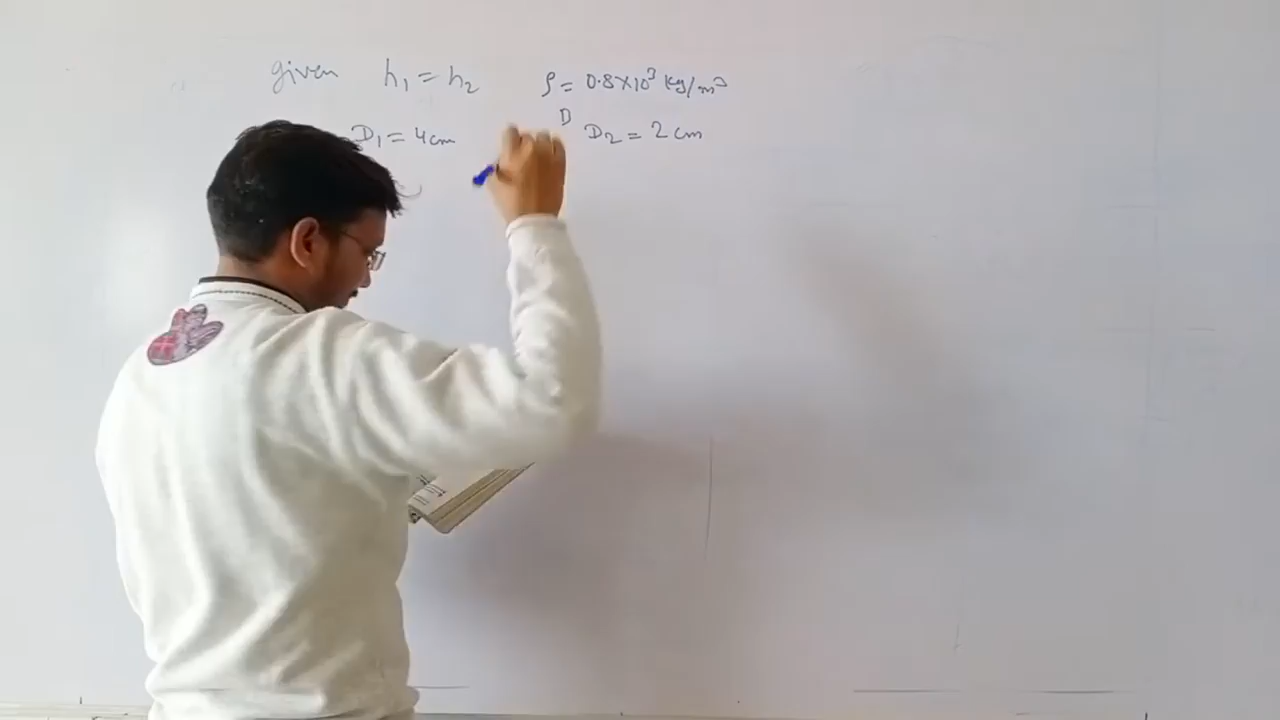 given h₁ = h₂ ρ = 0.8×10³ kg/m³
D₁ = 4cm D D₂ = 2 cm